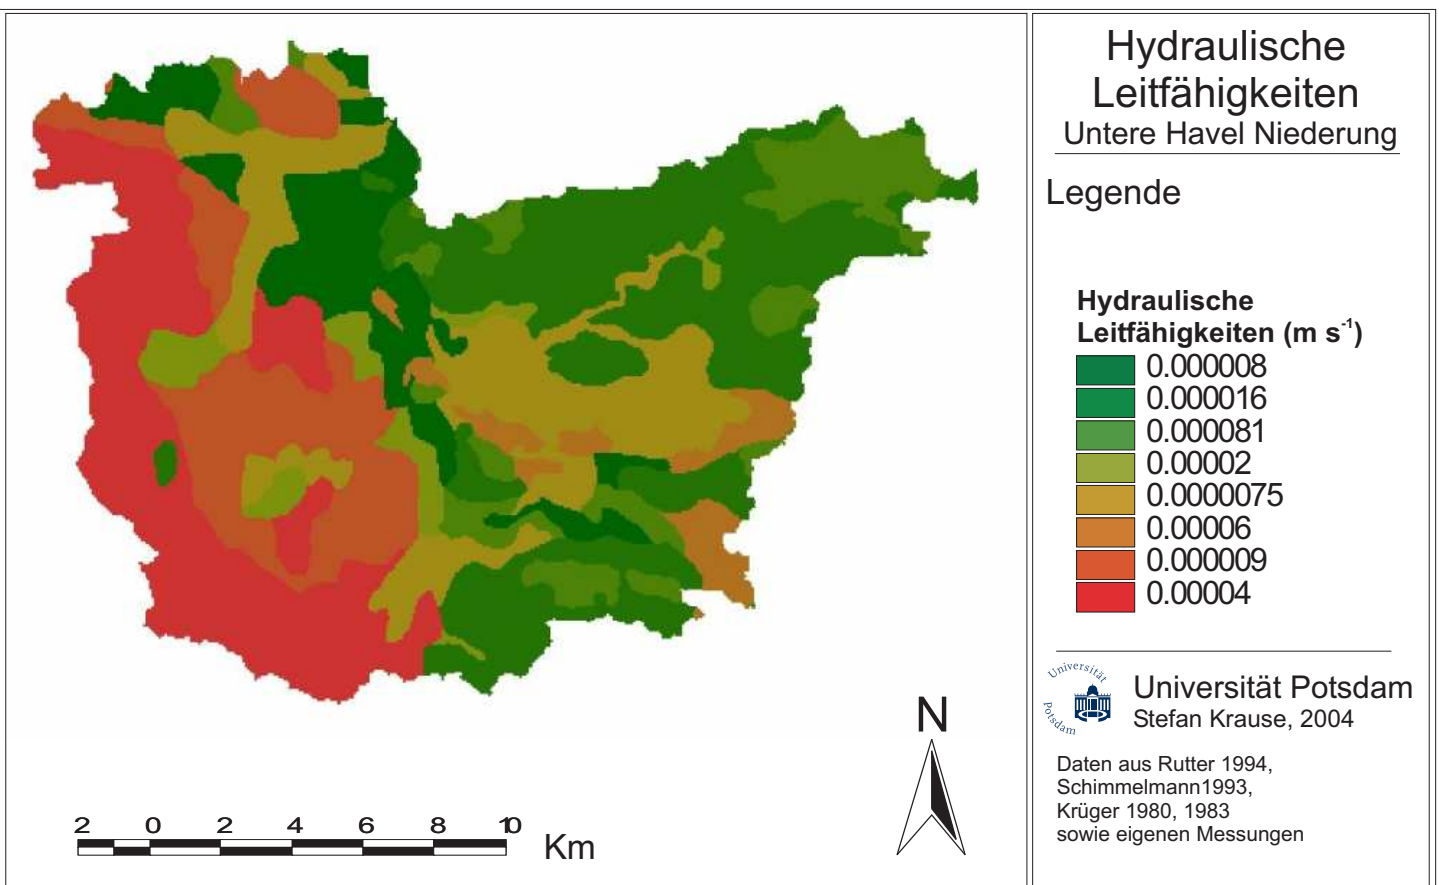 Hydraulische
Leitfähigkeiten
Untere Havel Niederung
Legende
Hydraulische
Leitfähigkeiten (m s⁻¹)
0.000008
0.000016
0.000081
0.00002
0.0000075
0.00006
0.000009
0.00004
Universität
Potsdam
Universität Potsdam
Stefan Krause, 2004
Daten aus Rutter 1994,
Schimmelmann1993,
Krüger 1980, 1983
sowie eigenen Messungen
N
2 0 2 4 6 8 10
Km